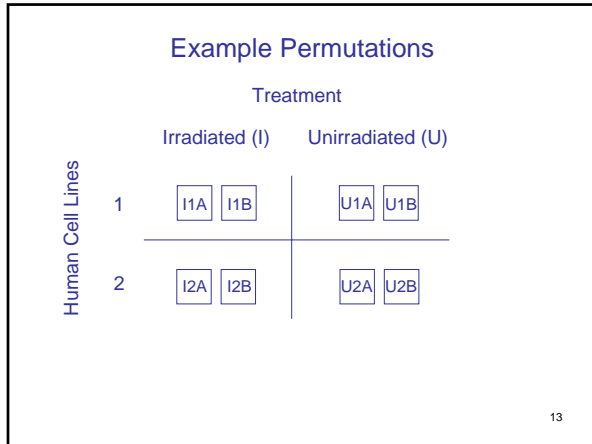 Example Permutations
Treatment
Irradiated (I) Unirradiated (U)
Human Cell Lines
1 I1A I1B U1A U1B
2 I2A I2B U2A U2B
13